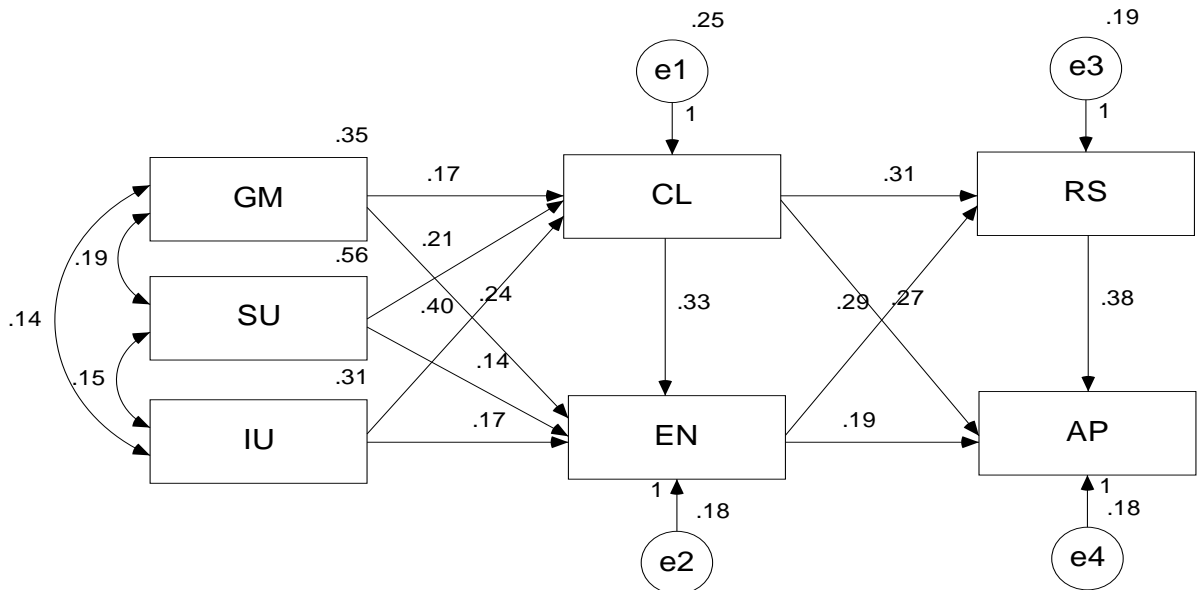 .25
.19
e1
e3
1
1
.35
GM
.17
CL
.31
RS
.19
.56
.21
SU
.40
.24
.33
.29
.27
.38
.14
.15
.31
.14
IU
.17
EN
.19
AP
1
.18
1
.18
e2
e4